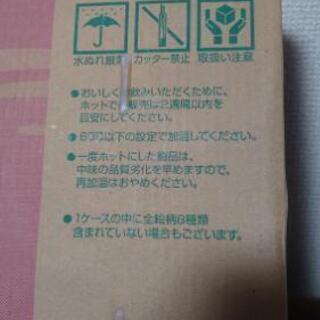 水ぬれ厳禁 カッター禁止 取扱い注意
●おいしくお飲みいただくために、
ホットでの販売は2週間以内を
目安にしてください。
●60℃以下の設定で加温してください。
●一度ホットにした商品は、
中味の品質劣化を早めますので、
再加温はおやめください。
●1ケースの中に全絵柄8種類
含まれていない場合もございます。